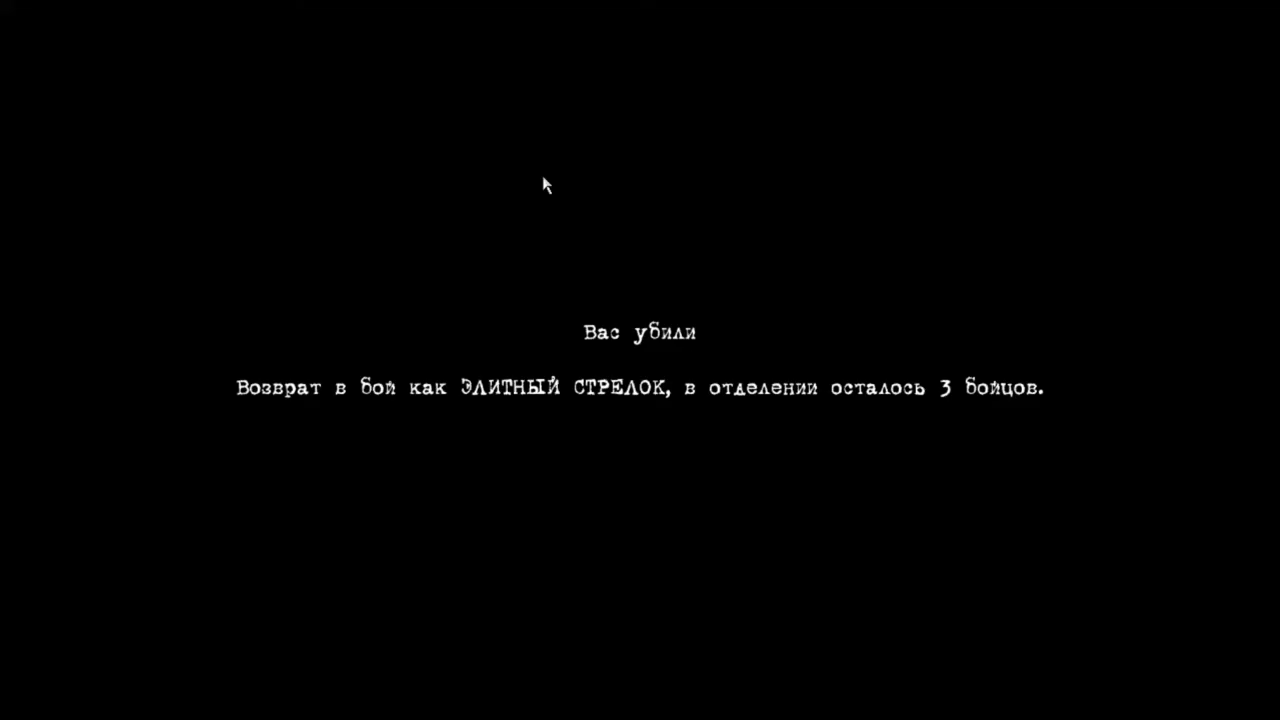 Вас убили
Возврат в бой как ЭЛИТНЫЙ СТРЕЛОК, в отделении осталось 3 бойцов.